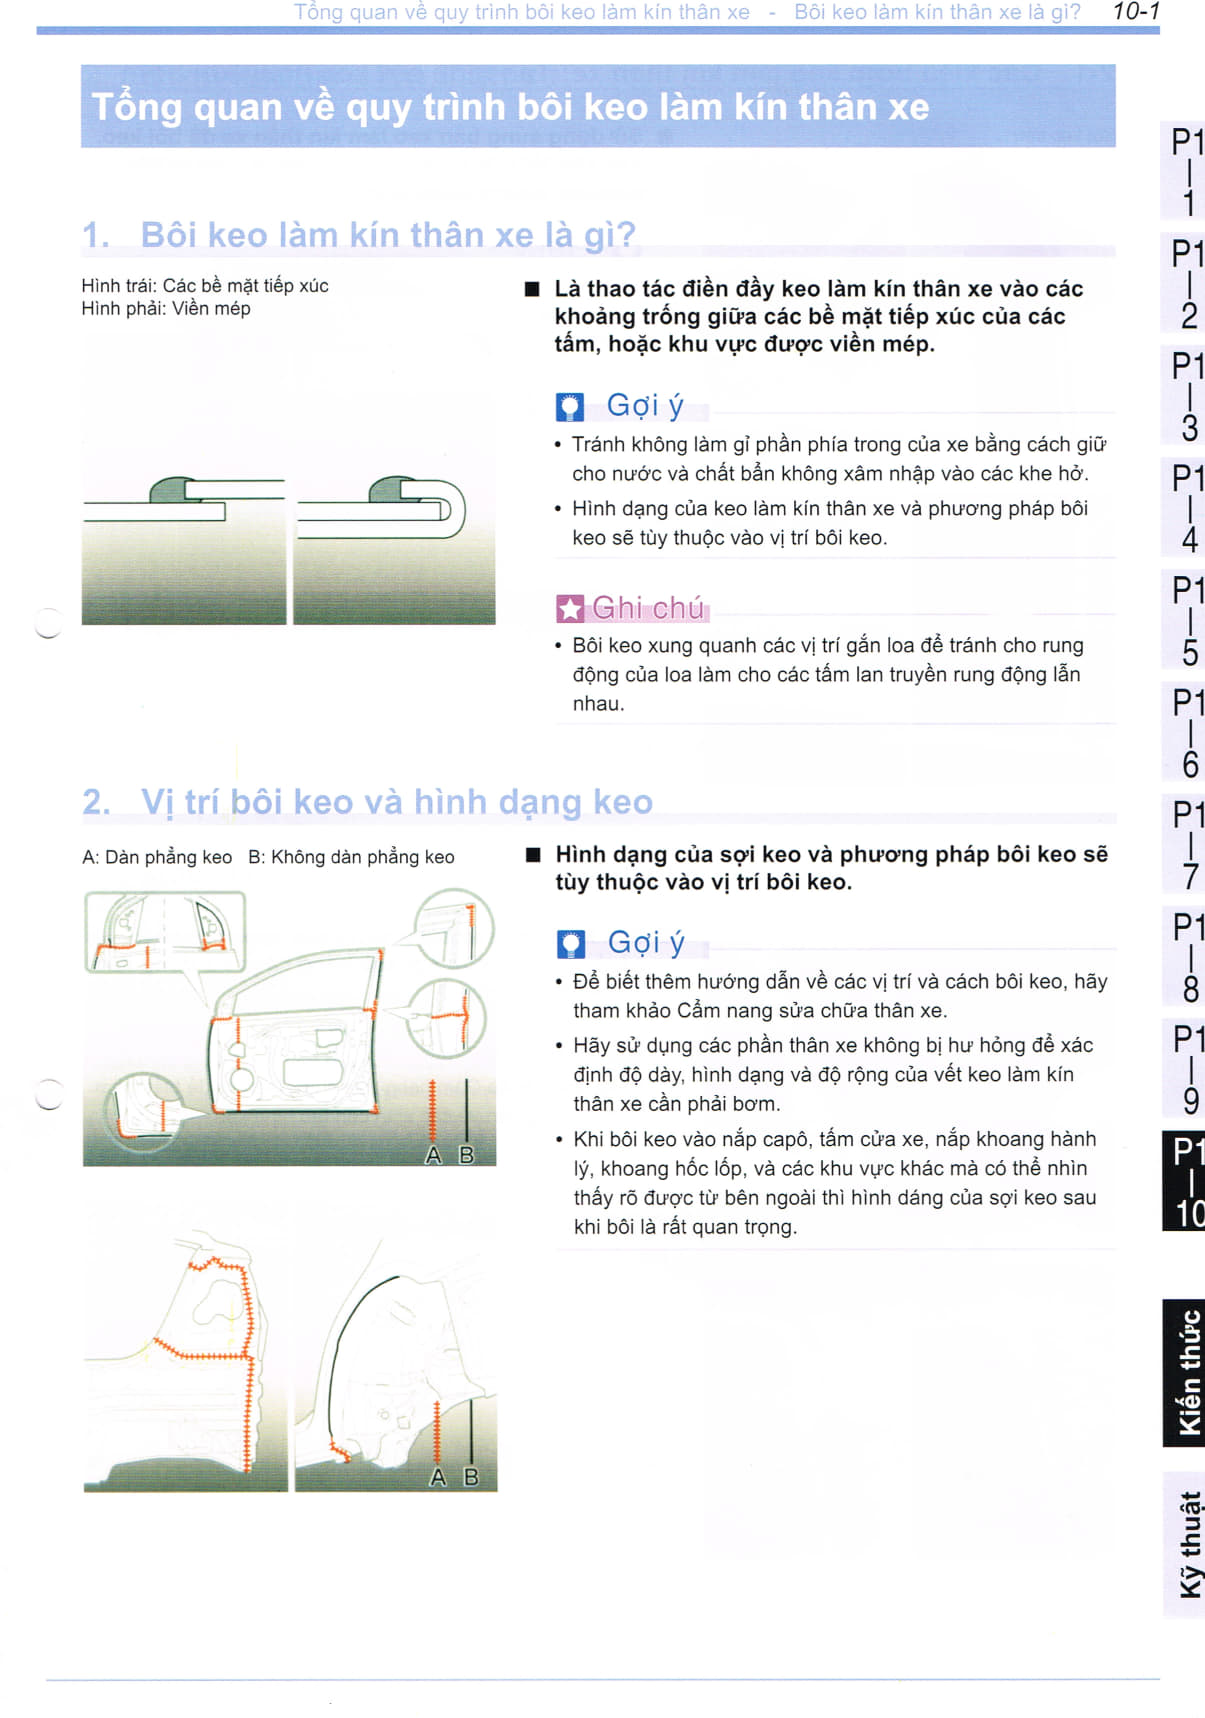 Tổng quan về quy trình bôi keo làm kín thân xe - Bôi keo làm kín thân xe là gì? 10-1
Tổng quan về quy trình bôi keo làm kín thân xe
1. Bôi keo làm kín thân xe là gì?
Hình trái: Các bề mặt tiếp xúc
Hình phải: Viền mép
■ Là thao tác điền đầy keo làm kín thân xe vào các
khoảng trống giữa các bề mặt tiếp xúc của các
tấm, hoặc khu vực được viền mép.
Gợi ý
• Tránh không làm gỉ phần phía trong của xe bằng cách giữ
cho nước và chất bẩn không xâm nhập vào các khe hở.
• Hình dạng của keo làm kín thân xe và phương pháp bôi
keo sẽ tùy thuộc vào vị trí bôi keo.
Ghi chú
• Bôi keo xung quanh các vị trí gắn loa để tránh cho rung
động của loa làm cho các tấm lan truyền rung động lẫn
nhau.
2. Vị trí bôi keo và hình dạng keo
A: Dàn phẳng keo B: Không dàn phẳng keo
A B
A B
■ Hình dạng của sợi keo và phương pháp bôi keo sẽ
tùy thuộc vào vị trí bôi keo.
Gợi ý
• Để biết thêm hướng dẫn về các vị trí và cách bôi keo, hãy
tham khảo Cẩm nang sửa chữa thân xe.
• Hãy sử dụng các phần thân xe không bị hư hỏng để xác
định độ dày, hình dạng và độ rộng của vết keo làm kín
thân xe cần phải bơm.
• Khi bôi keo vào nắp capô, tấm cửa xe, nắp khoang hành
lý, khoang hốc lốp, và các khu vực khác mà có thể nhìn
thấy rõ được từ bên ngoài thì hình dáng của sợi keo sau
khi bôi là rất quan trọng.
P1
|
1
P1
|
2
P1
|
3
P1
|
4
P1
|
5
P1
|
6
P1
|
7
P1
|
8
P1
|
9
P1
|
10
Kiến thức
Kỹ thuật